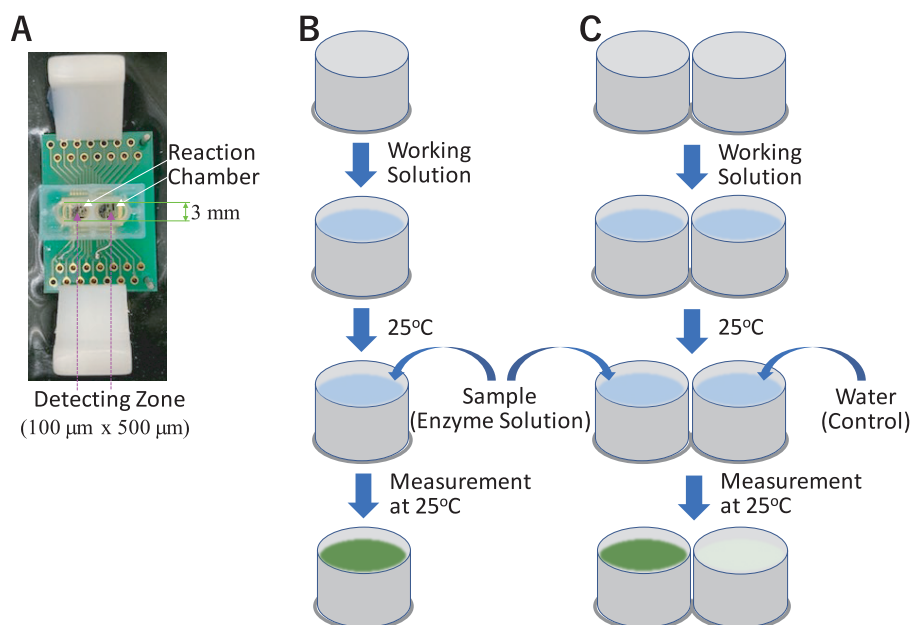 A
Reaction
Chamber
3 mm
Detecting Zone
(100 μm x 500 μm)
B
Working
Solution
25°C
Sample
(Enzyme Solution)
Measurement
at 25°C
C
Working
Solution
25°C
Water
(Control)
Measurement
at 25°C